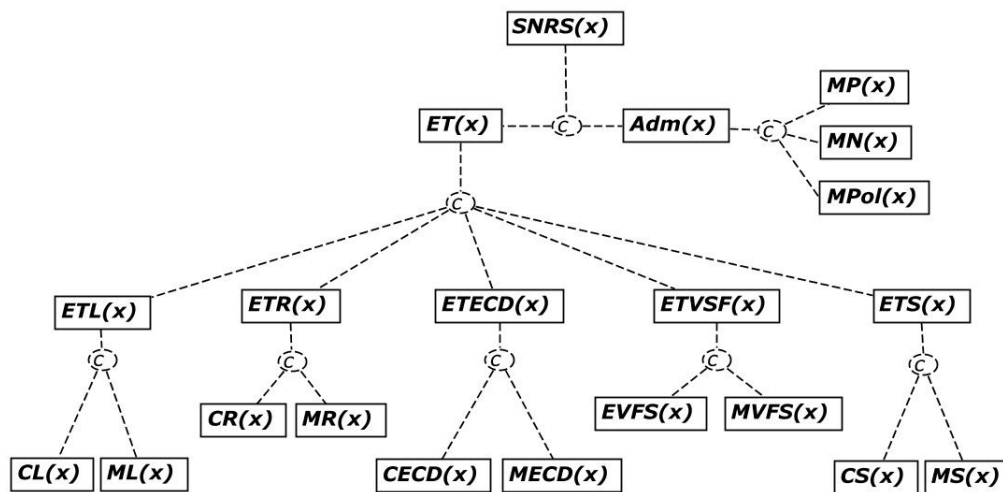 SNRS(x)
MP(x)
ET(x) C Adm(x) C MN(x)
MPol(x)
C
ETL(x) ETR(x) ETECD(x) ETVSF(x) ETS(x)
C C C C C
CR(x) MR(x) EVFS(x) MVFS(x)
CL(x) ML(x) CECD(x) MECD(x) CS(x) MS(x)